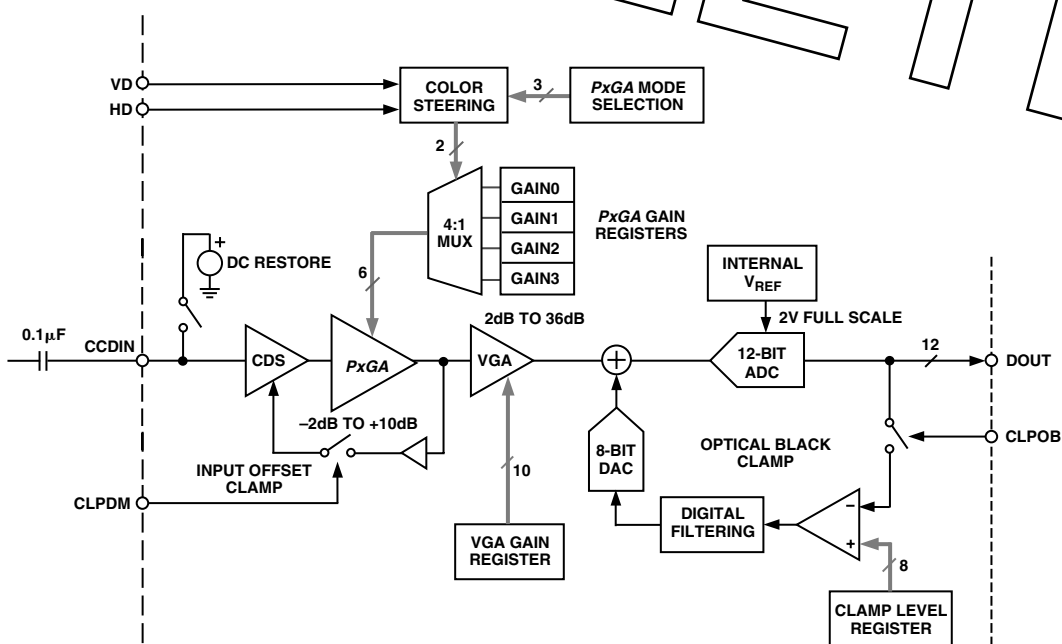 VD
HD
COLOR
STEERING
3
PxGA MODE
SELECTION
2
4:1
MUX
GAIN0
GAIN1
GAIN2
GAIN3
PxGA GAIN
REGISTERS
6
DC RESTORE
+
INTERNAL
VREF
2V FULL SCALE
0.1µF
CCDIN
CDS
PxGA
2dB TO 36dB
VGA
+
12-BIT
ADC
12
DOUT
–2dB TO +10dB
INPUT OFFSET
CLAMP
CLPDM
10
VGA GAIN
REGISTER
8-BIT
DAC
OPTICAL BLACK
CLAMP
CLPOB
DIGITAL
FILTERING
–
+
8
CLAMP LEVEL
REGISTER